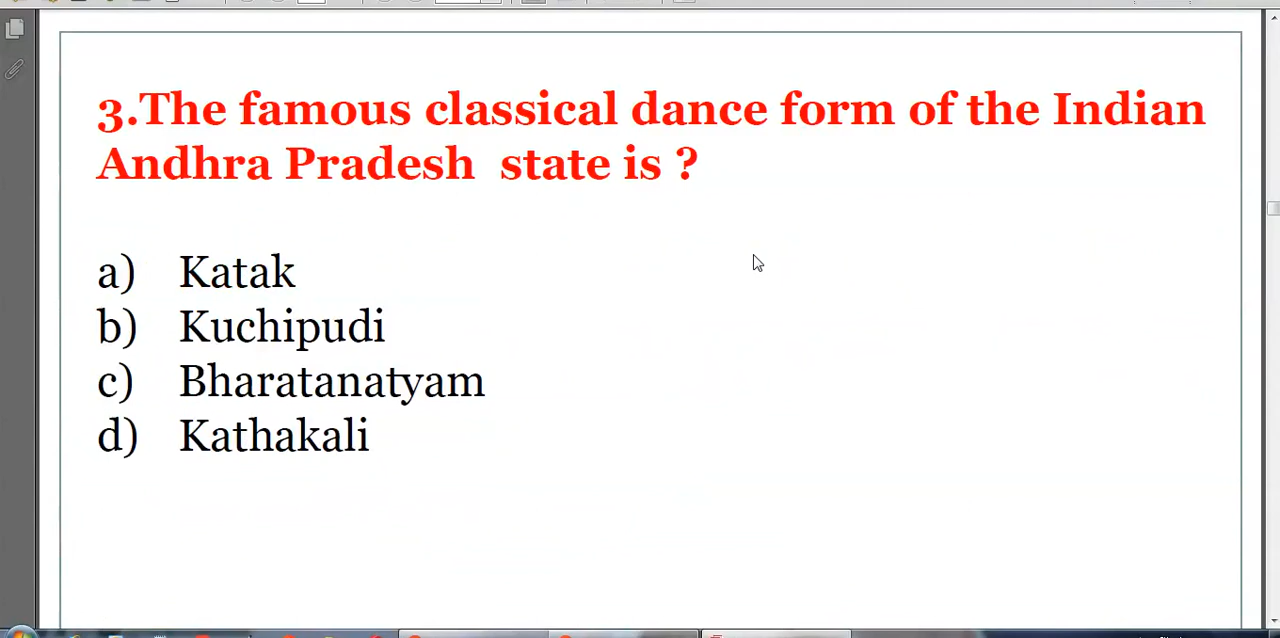 3.The famous classical dance form of the Indian
Andhra Pradesh state is ?
a) Katak
b) Kuchipudi
c) Bharatanatyam
d) Kathakali